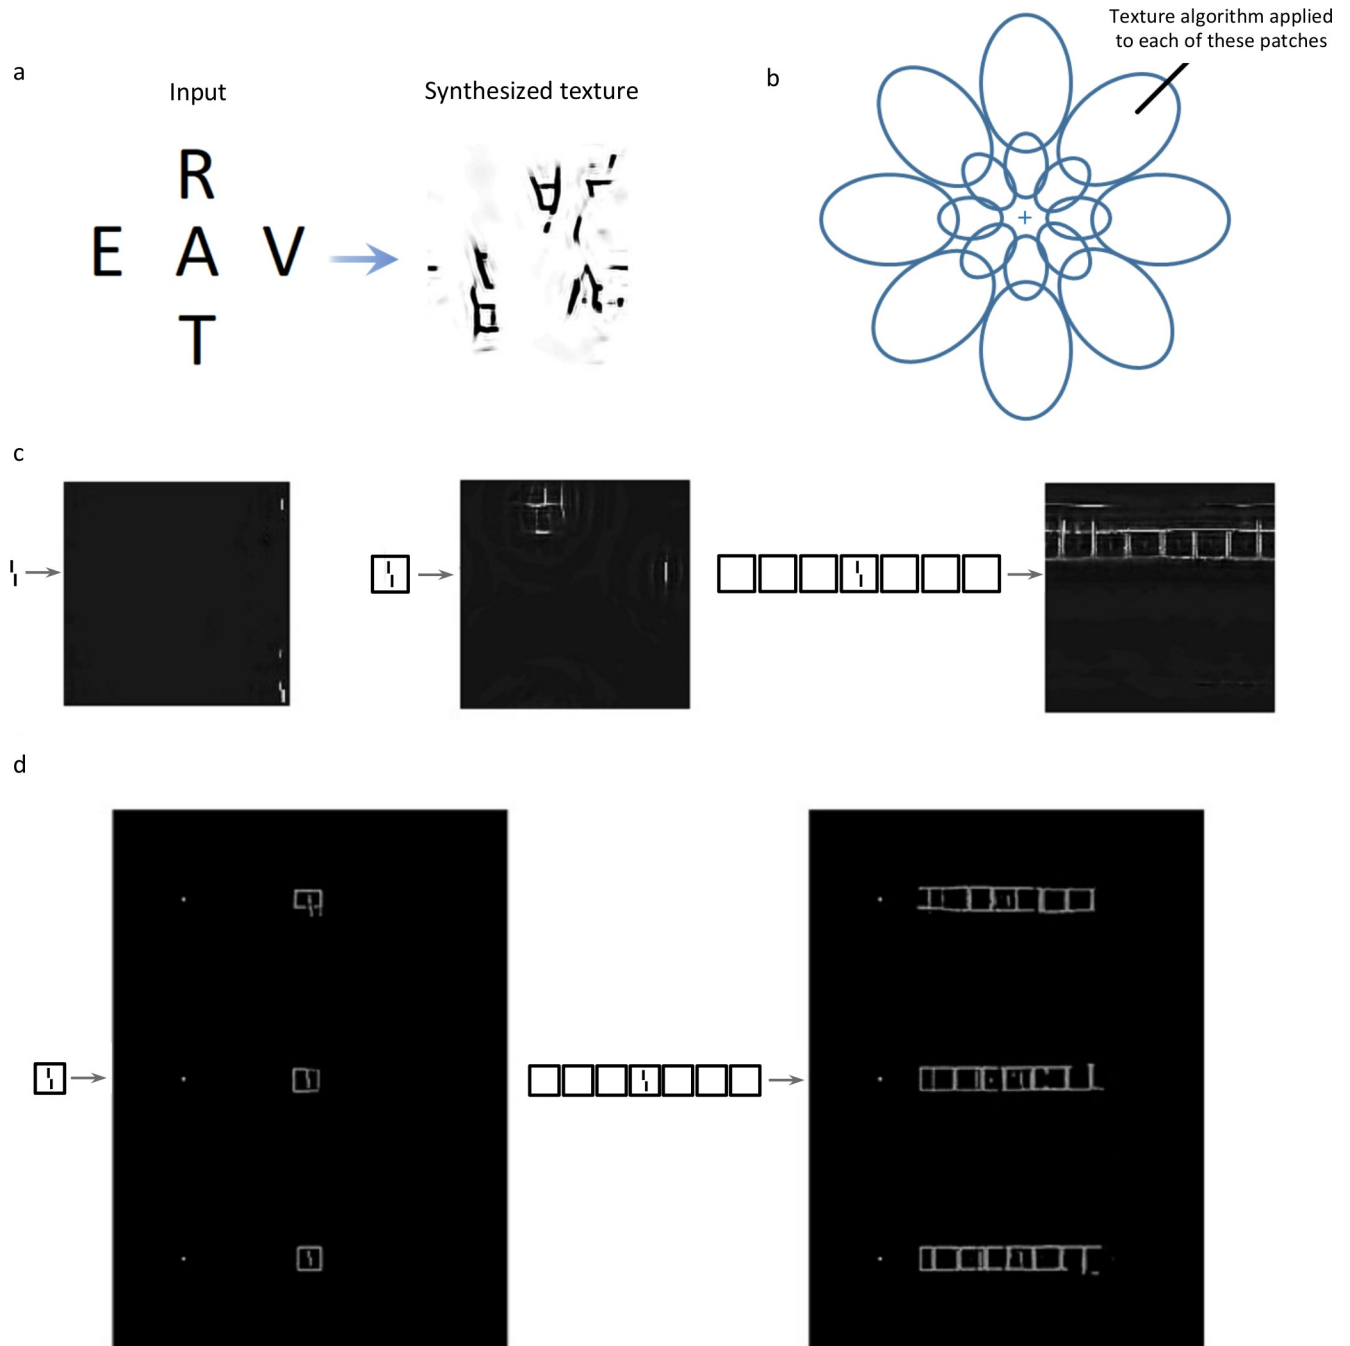 a
Input
Synthesized texture
b
Texture algorithm applied
to each of these patches
R
E A V
T
c
d